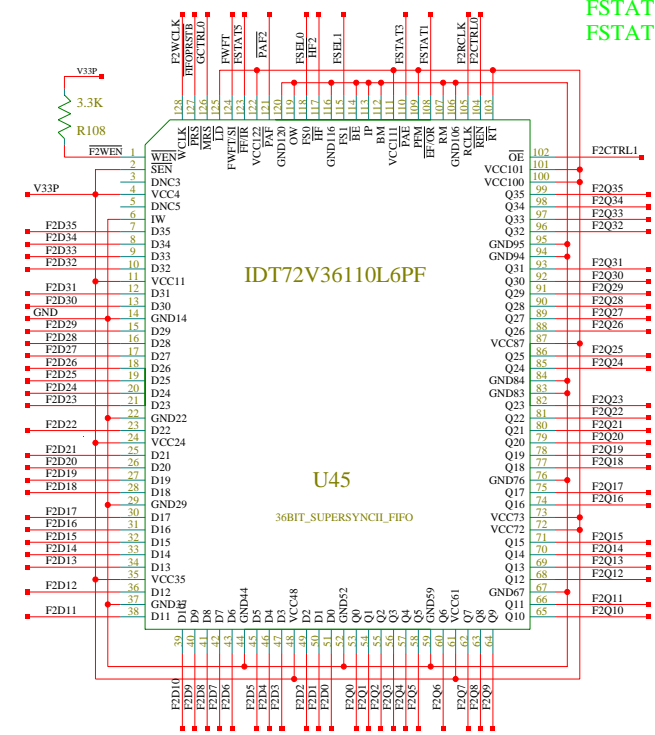 FSTAT
FSTAT
F2WCLK
FIFOPRSTB
GCTRL0
FWFT
FSTAT5
PAF2
FSEL0
HF2
FSEL1
FSTAT3
FSTAT1
F2RCLK
F2CTRL0
V33P
3.3K
R108
F2WEN
128 127 126 125 124 123 122 121 120 119 118 117 116 115 114 113 112 111 110 109 108 107 106 105 104 103
WCLK
PRS
MRS
LD
FWFT/SI
FF/IR
VCC122
PAF
GND120
OW
FS0
HF
GND116
FS1
BE
IP
BM
VCC111
PAE
PFM
EF/OR
RM
GND106
RCLK
REN
RT
1 WEN
2 SEN
3 DNC3
V33P 4 VCC4
5 DNC5
6 IW
F2D35 7 D35
F2D34 8 D34
F2D33 9 D33
F2D32 10 D32
11 VCC11
F2D31 12 D31
F2D30 13 D30
GND 14 GND14
F2D29 15 D29
F2D28 16 D28
F2D27 17 D27
F2D26 18 D26
F2D25 19 D25
F2D24 20 D24
F2D23 21 D23
22 GND22
F2D22 23 D22
24 VCC24
F2D21 25 D21
F2D20 26 D20
F2D19 27 D19
F2D18 28 D18
29 GND29
F2D17 30 D17
F2D16 31 D16
F2D15 32 D15
F2D14 33 D14
F2D13 34 D13
35 VCC35
F2D12 36 D12
37 GND37
F2D11 38 D11
IDT72V36110L6PF
U45
36BIT_SUPERSYNCII_FIFO
OE 102 F2CTRL1
VCC101 101
VCC100 100
Q35 99 F2Q35
Q34 98 F2Q34
Q33 97 F2Q33
Q32 96 F2Q32
GND95 95
GND94 94
Q31 93 F2Q31
Q30 92 F2Q30
Q29 91 F2Q29
Q28 90 F2Q28
Q27 89 F2Q27
Q26 88 F2Q26
VCC87 87
Q25 86 F2Q25
Q24 85 F2Q24
GND84 84
GND83 83
Q23 82 F2Q23
Q22 81 F2Q22
Q21 80 F2Q21
Q20 79 F2Q20
Q19 78 F2Q19
Q18 77 F2Q18
GND76 76
Q17 75 F2Q17
Q16 74 F2Q16
VCC73 73
VCC72 72
Q15 71 F2Q15
Q14 70 F2Q14
Q13 69 F2Q13
Q12 68 F2Q12
GND67 67
Q11 66 F2Q11
Q10 65 F2Q10
D10
D9
D8
D7
D6
GND44
D5
D4
D3
VCC48
D2
D1
D0
GND52
Q0
Q1
Q2
Q3
Q4
Q5
GND59
Q6
VCC61
Q7
Q8
Q9
39 40 41 42 43 44 45 46 47 48 49 50 51 52 53 54 55 56 57 58 59 60 61 62 63 64
F2D10
F2D9
F2D8
F2D7
F2D6
F2D5
F2D4
F2D3
F2D2
F2D1
F2D0
F2Q0
F2Q1
F2Q2
F2Q3
F2Q4
F2Q5
F2Q6
F2Q7
F2Q8
F2Q9